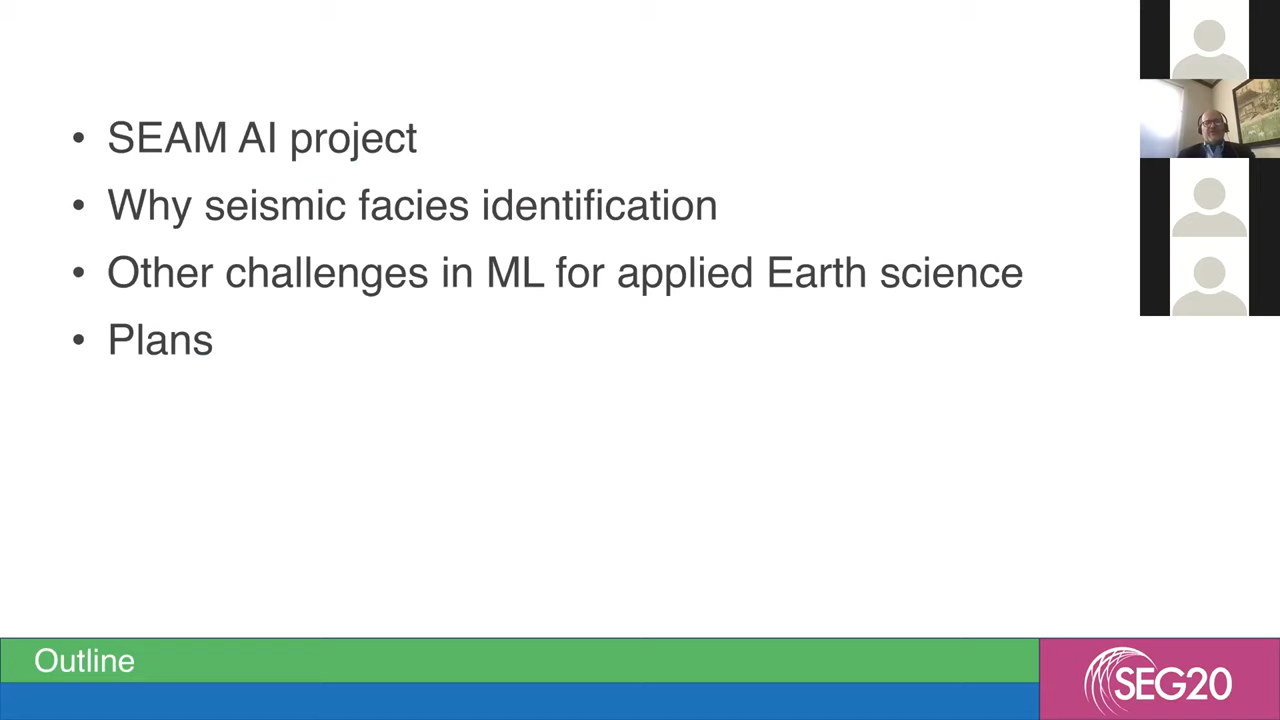 • SEAM AI project
• Why seismic facies identification
• Other challenges in ML for applied Earth science
• Plans
Outline
SEG20